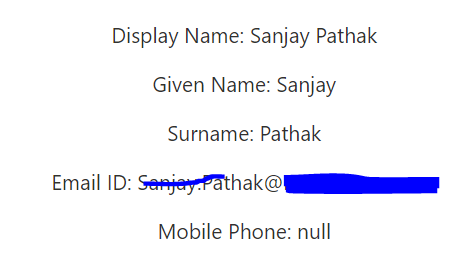 Display Name: Sanjay Pathak
Given Name: Sanjay
Surname: Pathak
Email ID: Sanjay.Pathak@
Mobile Phone: null